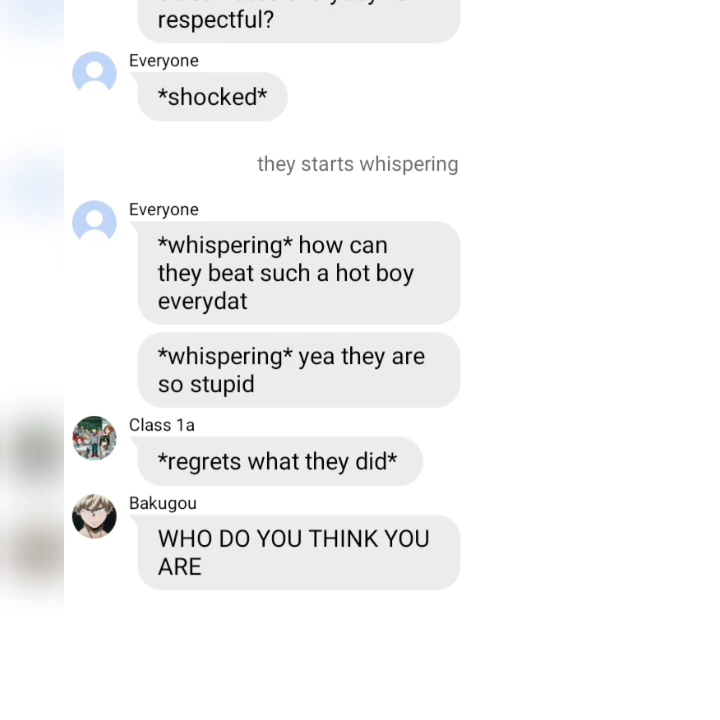 respectful?
Everyone
*shocked*
they starts whispering
Everyone
*whispering* how can
they beat such a hot boy
everydat
*whispering* yea they are
so stupid
Class 1a
*regrets what they did*
Bakugou
WHO DO YOU THINK YOU
ARE